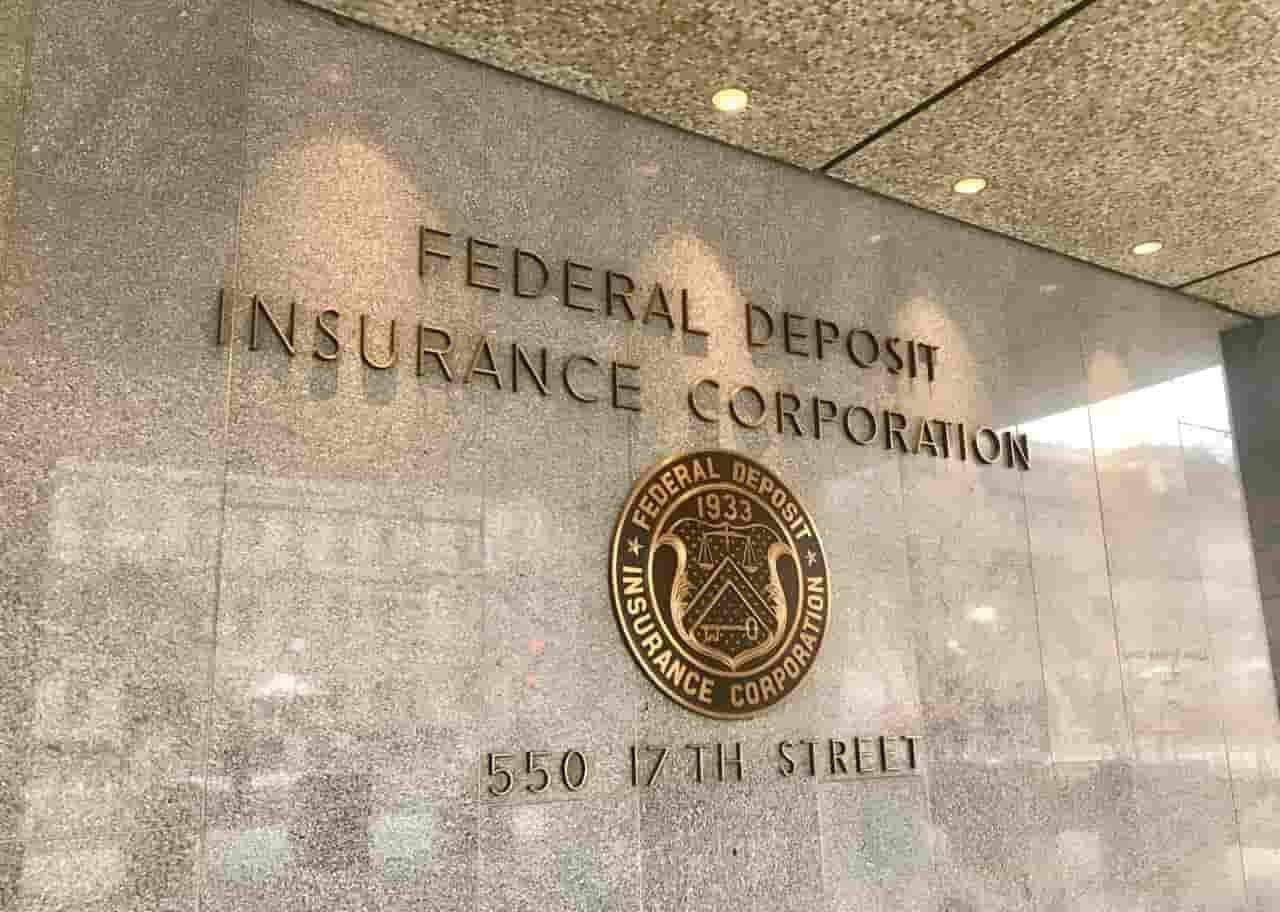 FEDERAL DEPOSIT
INSURANCE CORPORATION
FEDERAL DEPOSIT
1933
INSURANCE CORPORATION
550 17TH STREET